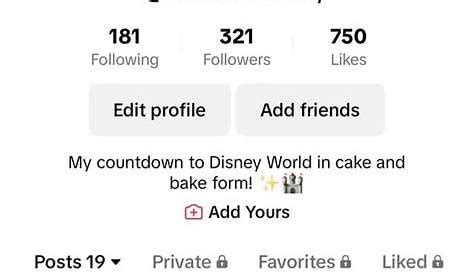 181 321 750
Following Followers Likes
Edit profile Add friends
My countdown to Disney World in cake and
bake form! ✨🏰
Add Yours
Posts 19 Private Favorites Liked